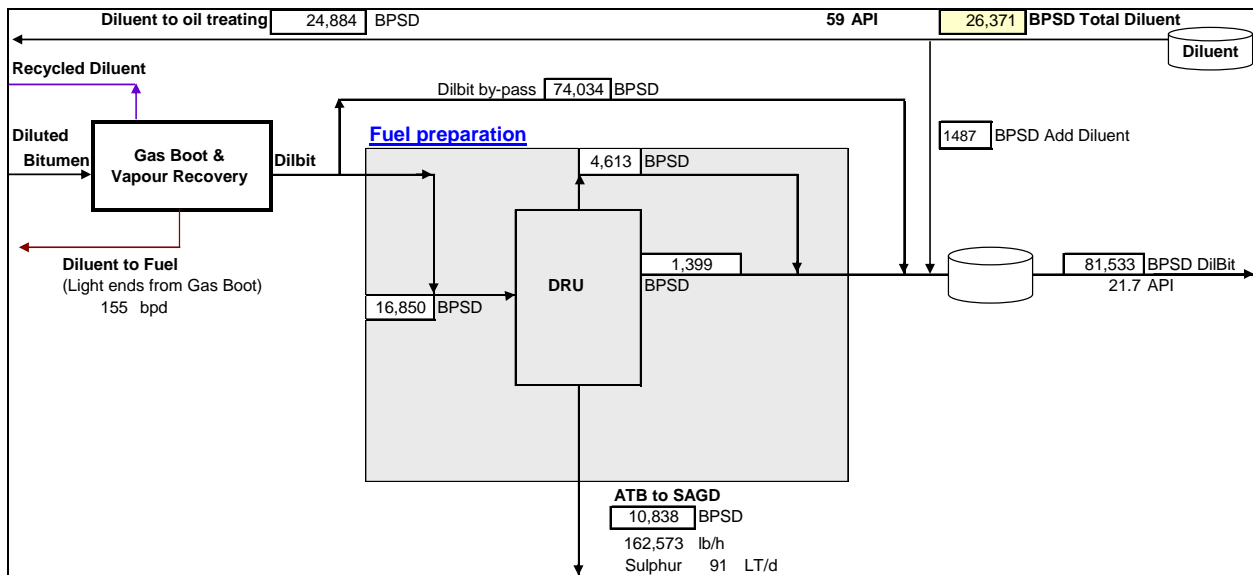 Diluent to oil treating 24,884 BPSD 59 API 26,371 BPSD Total Diluent
Diluent
Recycled Diluent
Dilbit by-pass 74,034 BPSD
Diluted
Bitumen
Gas Boot &
Vapour Recovery
Dilbit
Fuel preparation
1487 BPSD Add Diluent
4,613 BPSD
Diluent to Fuel
(Light ends from Gas Boot)
155 bpd
16,850 BPSD
DRU
1,399
BPSD
81,533 BPSD DilBit
21.7 API
ATB to SAGD
10,838 BPSD
162,573 lb/h
Sulphur 91 LT/d